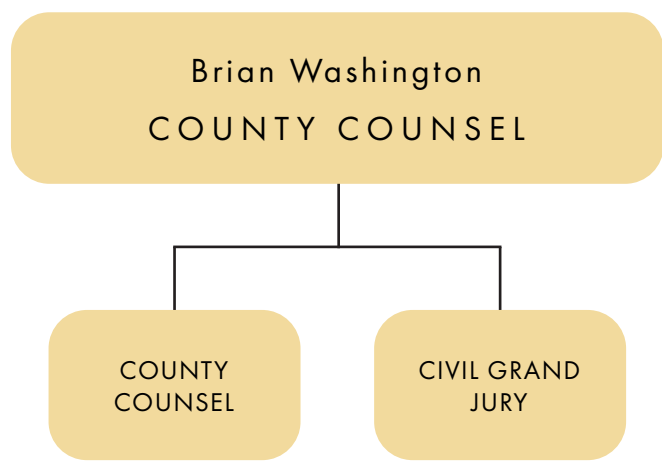 Brian Washington
COUNTY COUNSEL
COUNTY
COUNSEL
CIVIL GRAND
JURY